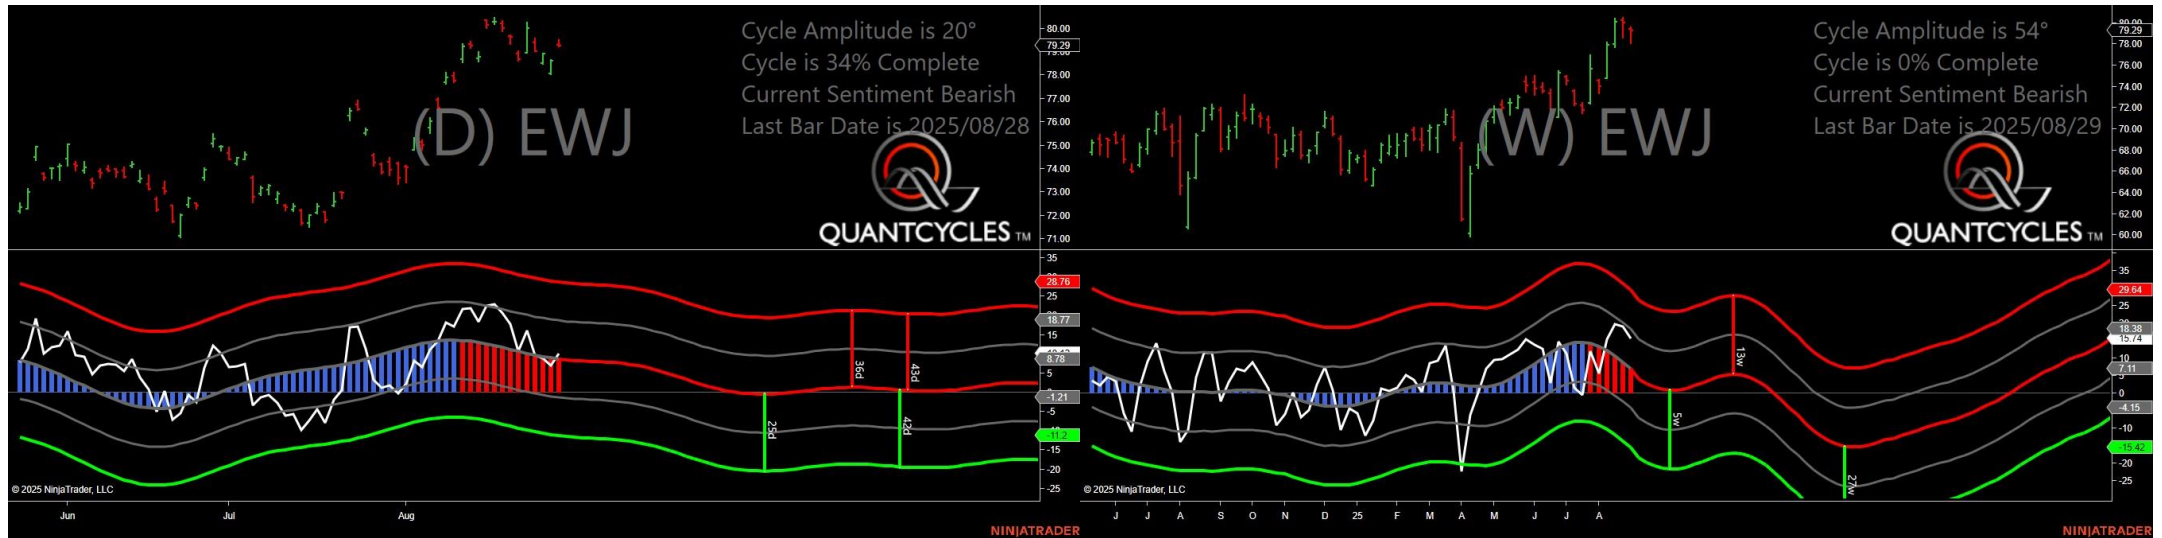 Cycle Amplitude is 20°
Cycle is 34% Complete
Current Sentiment Bearish
Last Bar Date is 2025/08/28
(D) EWJ
QUANTCYCLES TM
80.00
79.29
78.00
77.00
76.00
75.00
74.00
73.00
72.00
71.00
35
28.76
25
18.77
15
8.78
5
-1.21
-5
-11.2
-15
-20
-25
36d
43d
25d
42d
© 2025 NinjaTrader, LLC
Jun Jul Aug
NINJATRADER
Cycle Amplitude is 54°
Cycle is 0% Complete
Current Sentiment Bearish
Last Bar Date is 2025/08/29
(W) EWJ
QUANTCYCLES TM
79.29
78.00
76.00
74.00
72.00
70.00
68.00
66.00
64.00
62.00
60.00
35
29.64
25
18.38
15.74
10
7.11
0
-4.15
-10
-15.42
-20
-25
13w
5w
27w
© 2025 NinjaTrader, LLC
J J A S O N D 25 F M A M J J A
NINJATRADER